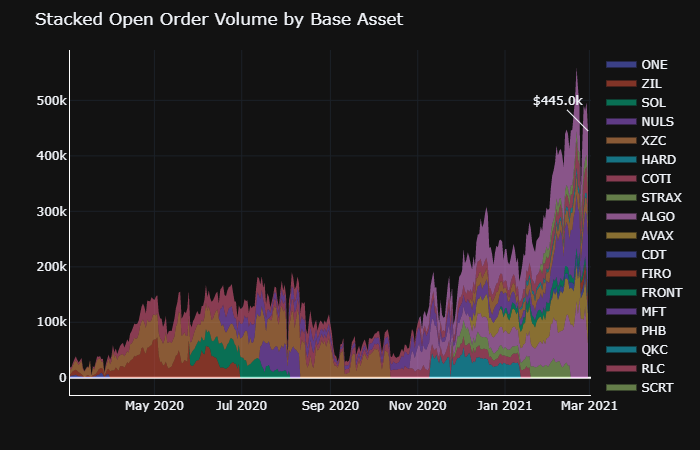 Stacked Open Order Volume by Base Asset
$445.0k
500k
400k
300k
200k
100k
0
May 2020
Jul 2020
Sep 2020
Nov 2020
Jan 2021
Mar 2021
ONE
ZIL
SOL
NULS
XZC
HARD
COTI
STRAX
ALGO
AVAX
CDT
FIRO
FRONT
MFT
PHB
QKC
RLC
SCRT